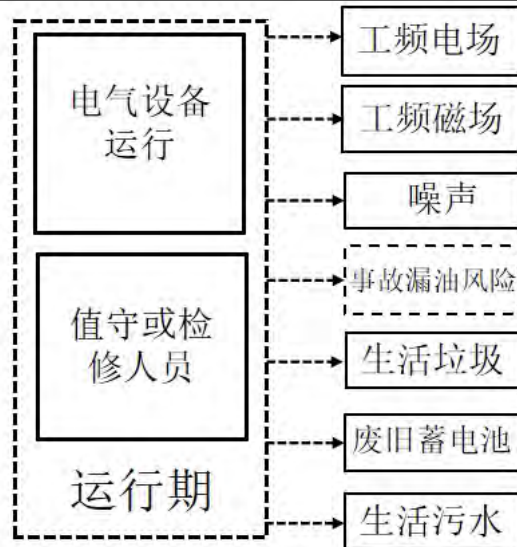 电气设备
运行
值守或检
修人员
运行期
工频电场
工频磁场
噪声
事故漏油风险
生活垃圾
废旧蓄电池
生活污水